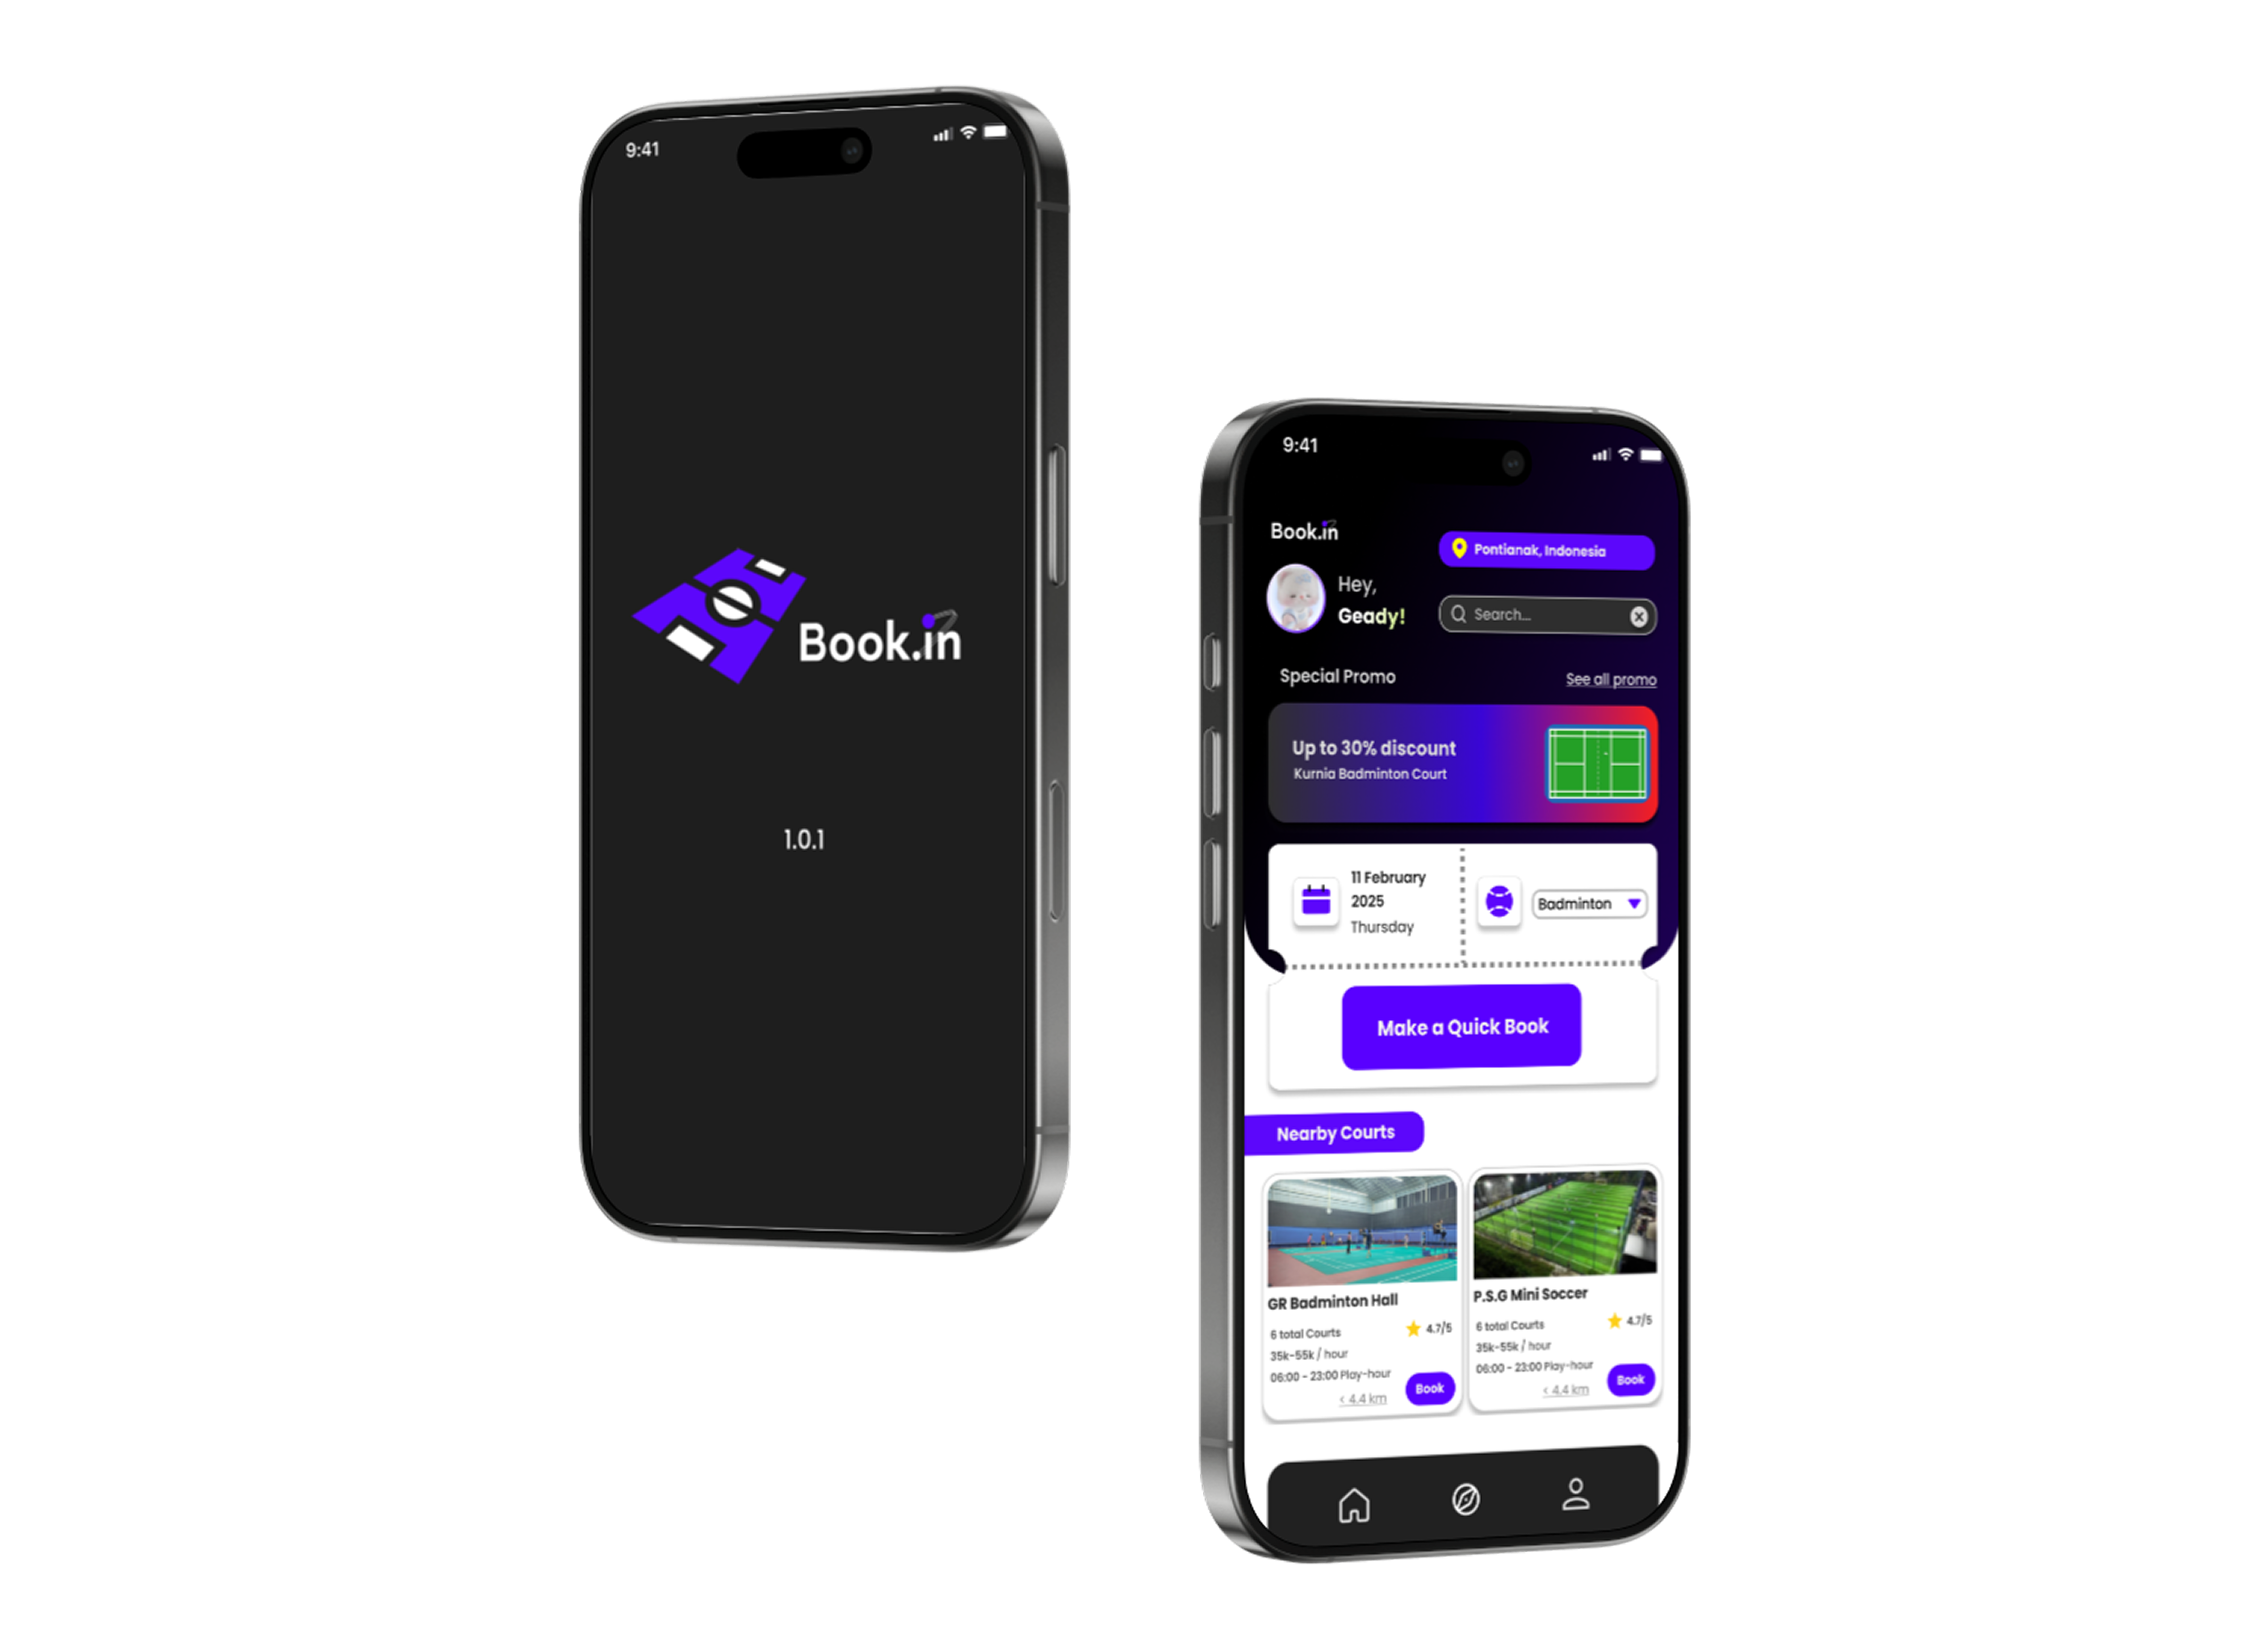 9:41
Book.in
1.0.1
9:41
Book.in
Pontianak, Indonesia
Hey,
Geady!
Search...
Special Promo
See all promo
Up to 30% discount
Kurnia Badminton Court
11 February
2025
Thursday
Badminton
Make a Quick Book
Nearby Courts
GR Badminton Hall
6 total Courts
4.7/5
35k-55k / hour
06:00 - 23:00 Play-hour
< 4.4 km
Book
P.S.G Mini Soccer
6 total Courts
4.7/5
35k-55k / hour
06:00 - 23:00 Play-hour
< 4.4 km
Book